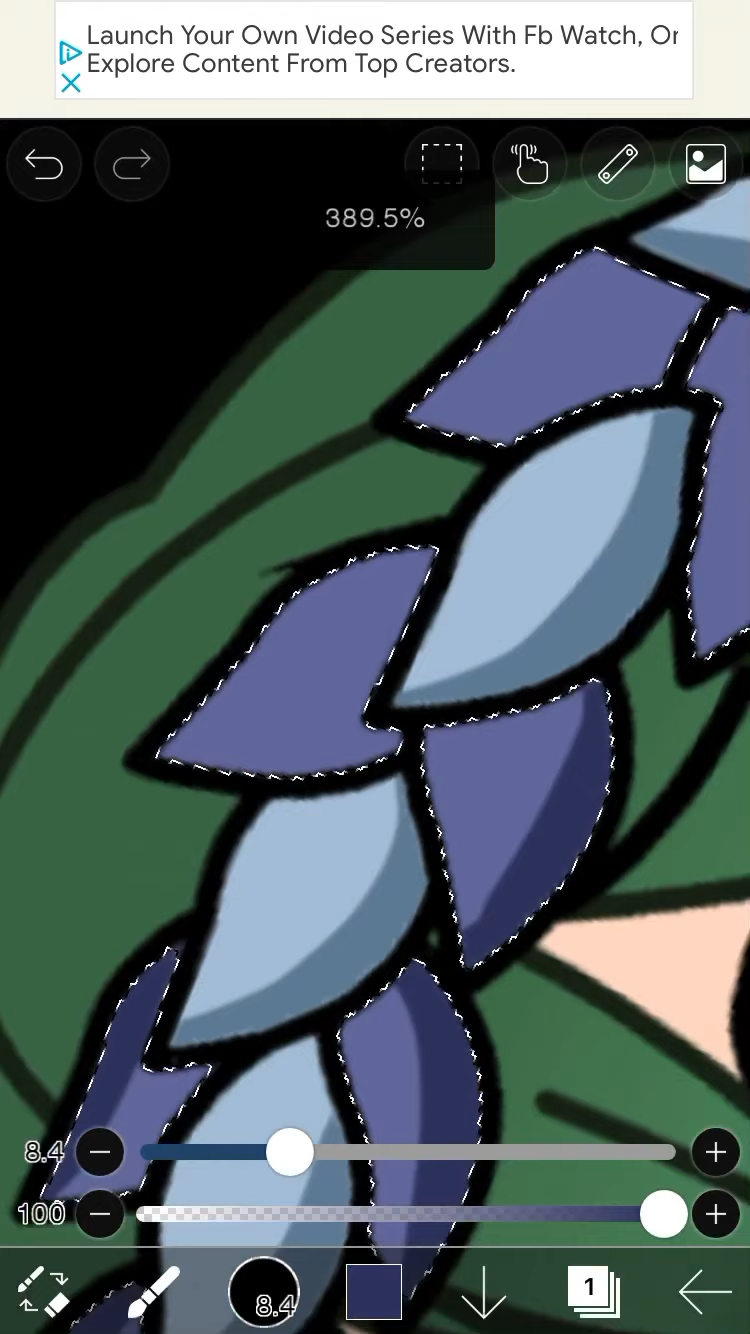 Launch Your Own Video Series With Fb Watch, Or
Explore Content From Top Creators.
389.5%
8.4
100
8.4
1